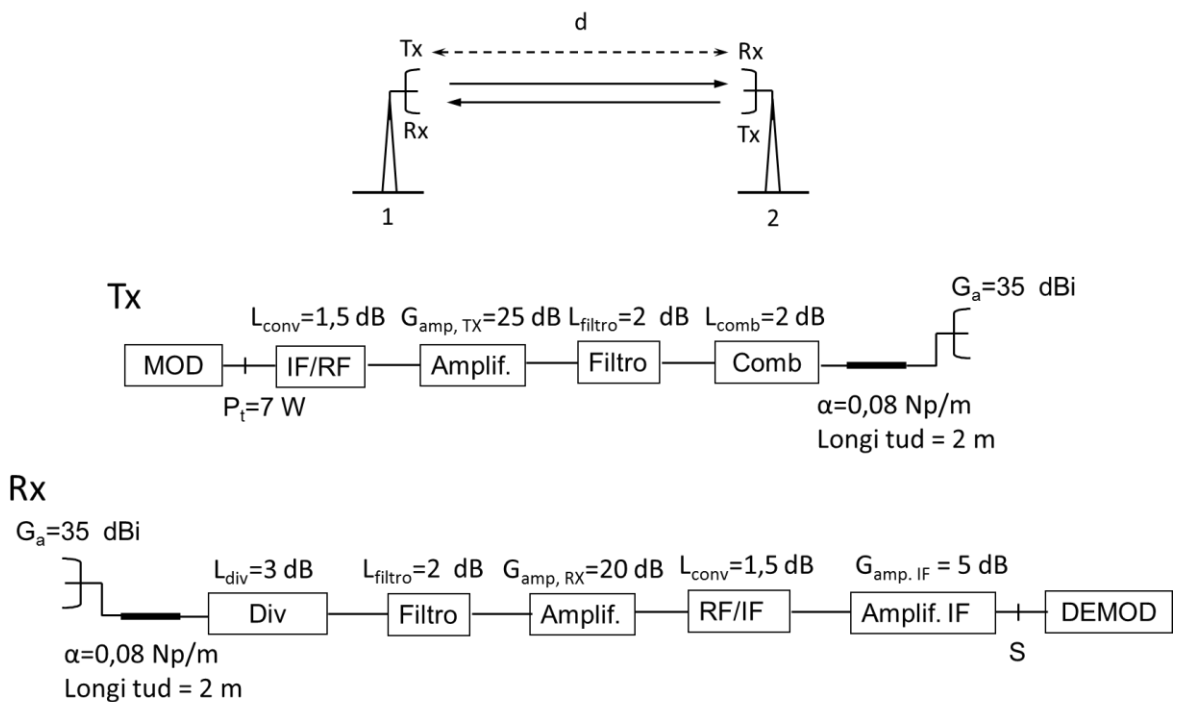 d
Tx Rx
Rx Tx
1 2
Tx
G_a=35 dBi
L_conv=1,5 dB G_amp, TX=25 dB L_filtro=2 dB L_comb=2 dB
MOD IF/RF Amplif. Filtro Comb
P_t=7 W
α=0,08 Np/m
Longi tud = 2 m
Rx
G_a=35 dBi
L_div=3 dB L_filtro=2 dB G_amp, RX=20 dB L_conv=1,5 dB G_amp. IF = 5 dB
Div Filtro Amplif. RF/IF Amplif. IF DEMOD
S
α=0,08 Np/m
Longi tud = 2 m